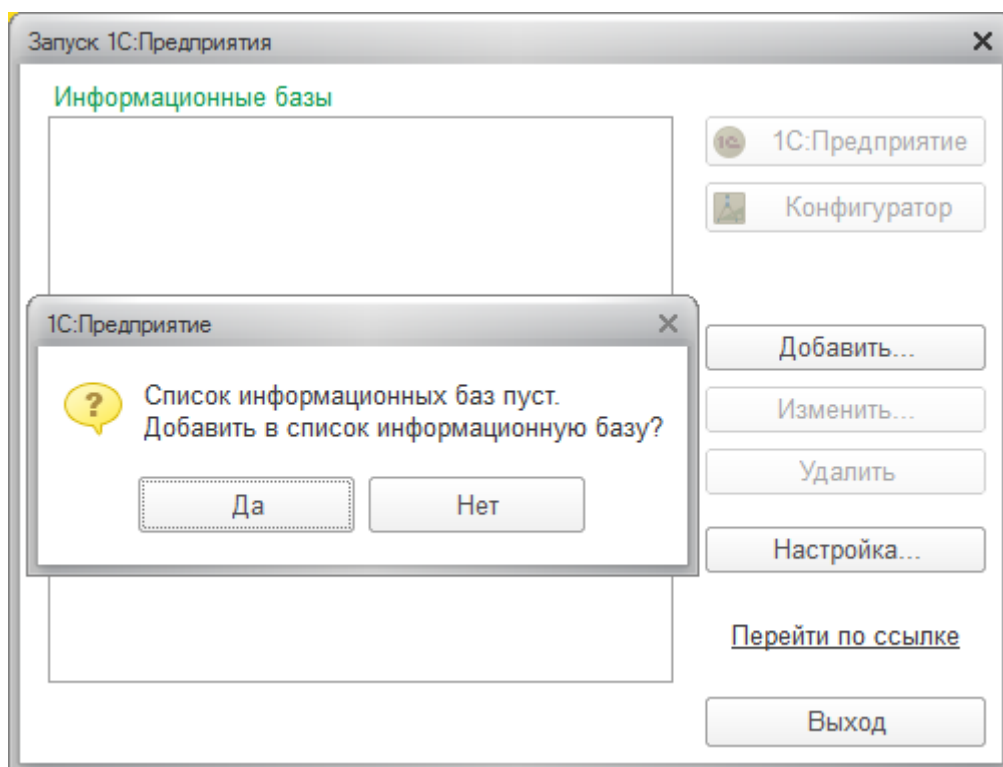 Запуск 1С:Предприятия
Информационные базы
1С:Предприятие
Конфигуратор
1С:Предприятие
Список информационных баз пуст.
Добавить в список информационную базу?
Да
Нет
Добавить...
Изменить...
Удалить
Настройка...
Перейти по ссылке
Выход